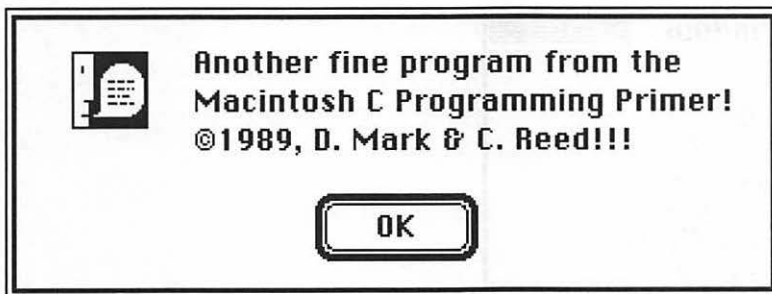 Another fine program from the
Macintosh C Programming Primer!
©1989, D. Mark & C. Reed!!!
OK